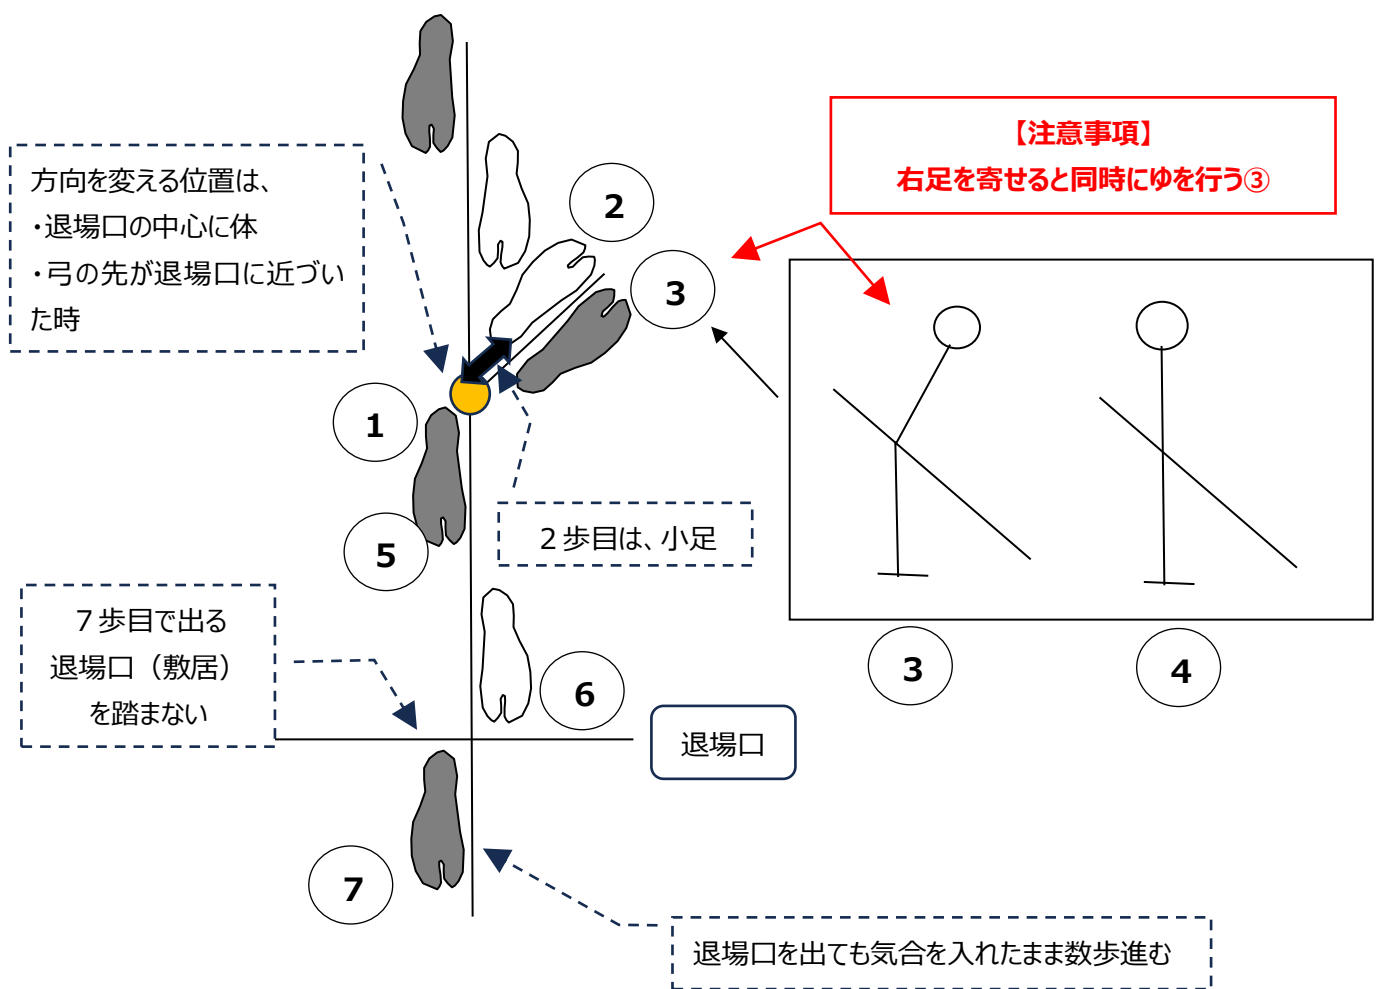 【注意事項】
右足を寄せると同時にゆを行う③
方向を変える位置は、
・退場口の中心に体
・弓の先が退場口に近づい
た時
2
3
1
5
２歩目は、小足
７歩目で出る
退場口（敷居）
を踏まない
6
退場口
3
4
7
退場口を出ても気合を入れたまま数歩進む